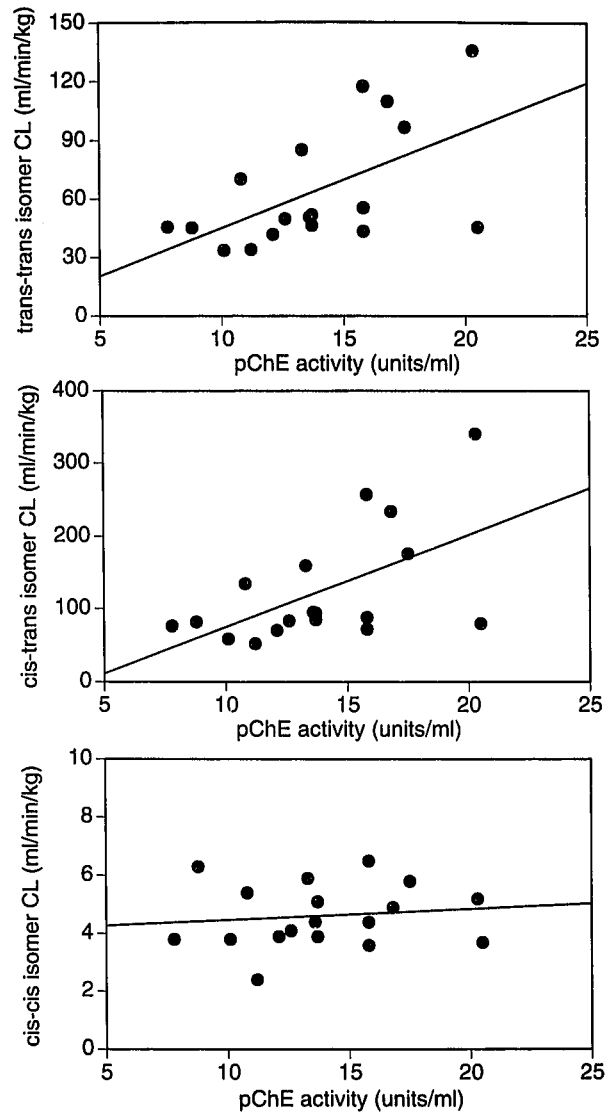 trans-trans isomer CL (ml/min/kg)
150
120
90
60
30
0
5 10 15 20 25
pChE activity (units/ml)
cis-trans isomer CL (ml/min/kg)
400
300
200
100
0
5 10 15 20 25
pChE activity (units/ml)
cis-cis isomer CL (ml/min/kg)
10
8
6
4
2
0
5 10 15 20 25
pChE activity (units/ml)